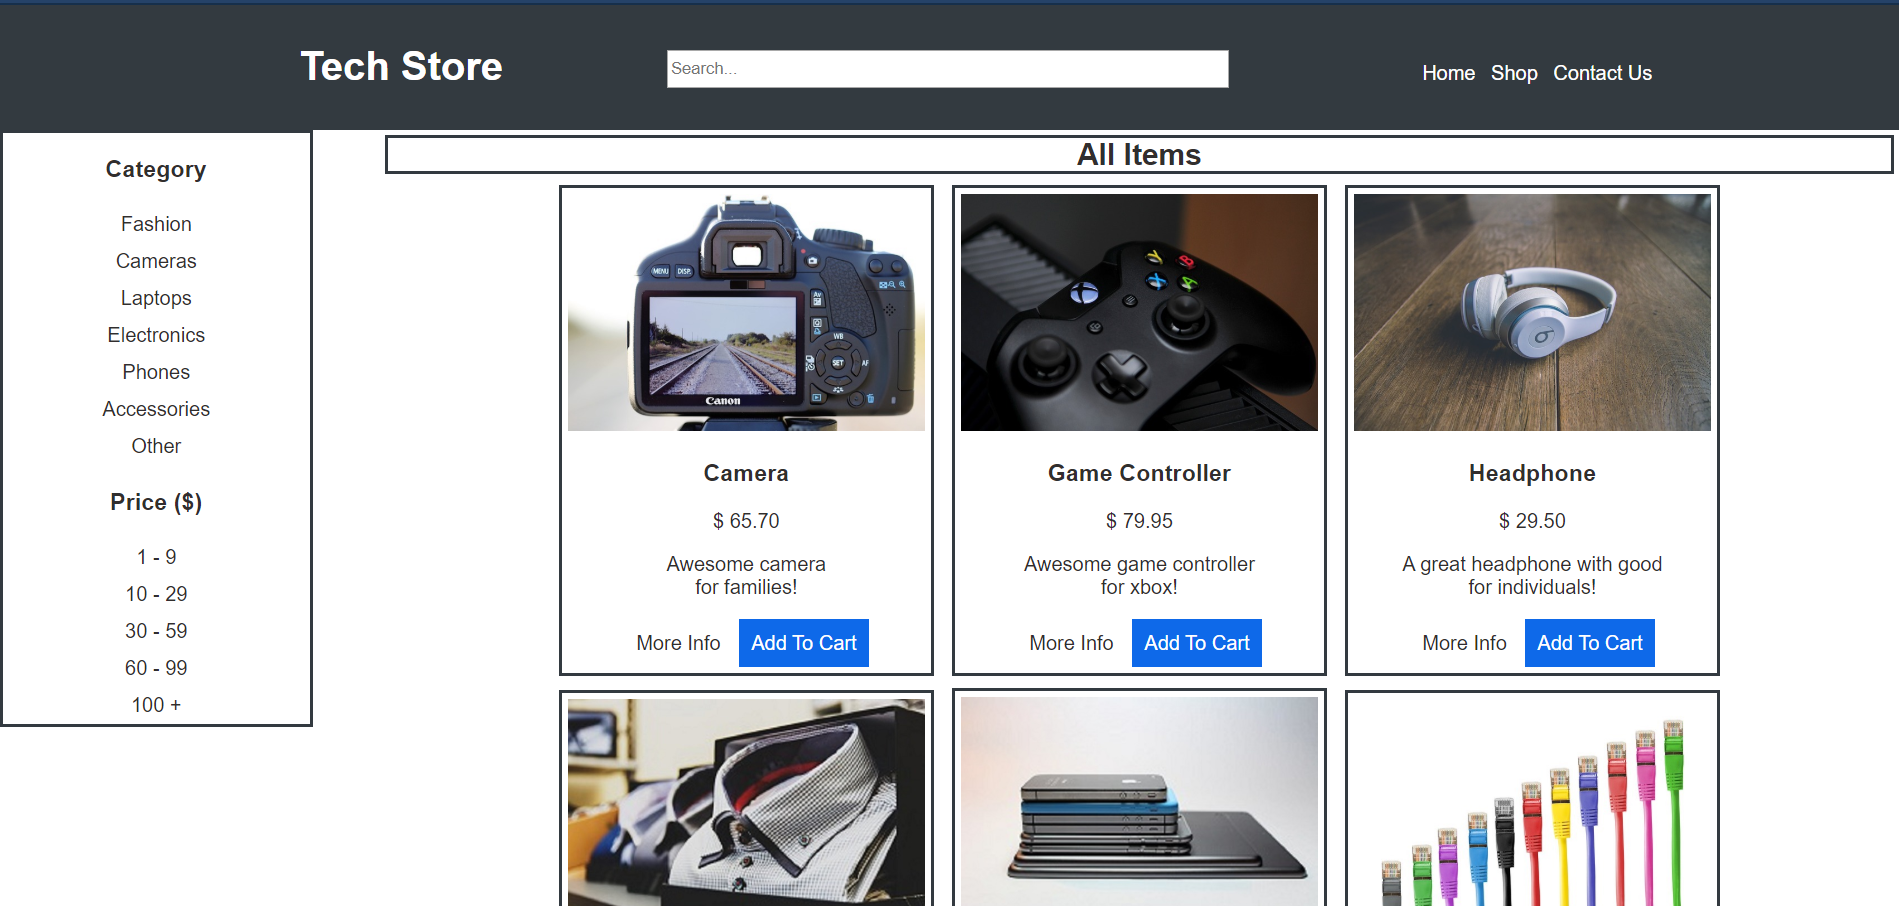 Tech Store
Search...
Home Shop Contact Us
Category
Fashion
Cameras
Laptops
Electronics
Phones
Accessories
Other
Price ($)
1 - 9
10 - 29
30 - 59
60 - 99
100 +
All Items
MENU DISP.
Av
WB
SET
AF
Canon
Camera
$ 65.70
Awesome camera
for families!
More Info Add To Cart
Y B
X A
Game Controller
$ 79.95
Awesome game controller
for xbox!
More Info Add To Cart
Headphone
$ 29.50
A great headphone with good
for individuals!
More Info Add To Cart